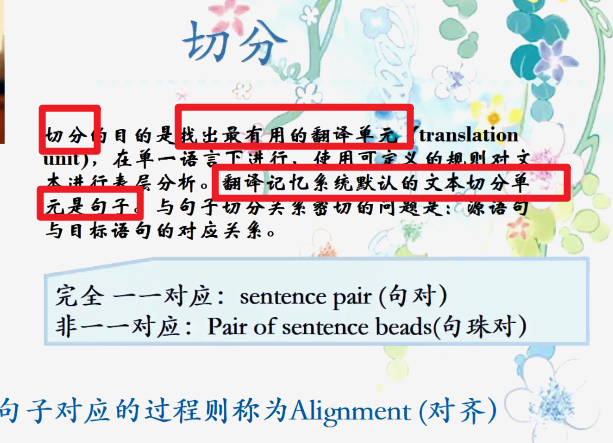 切分
切分的目的是找出最有用的翻译单元（translation
unit），在单一语言下进行，使用可定义的规则对文
本进行表层分析。翻译记忆系统默认的文本切分单
元是句子。与句子切分关系密切的问题是：源语句
与目标语句的对应关系。
完全 一一对应：sentence pair (句对)
非一一对应：Pair of sentence beads(句珠对)
句子对应的过程则称为Alignment (对齐)